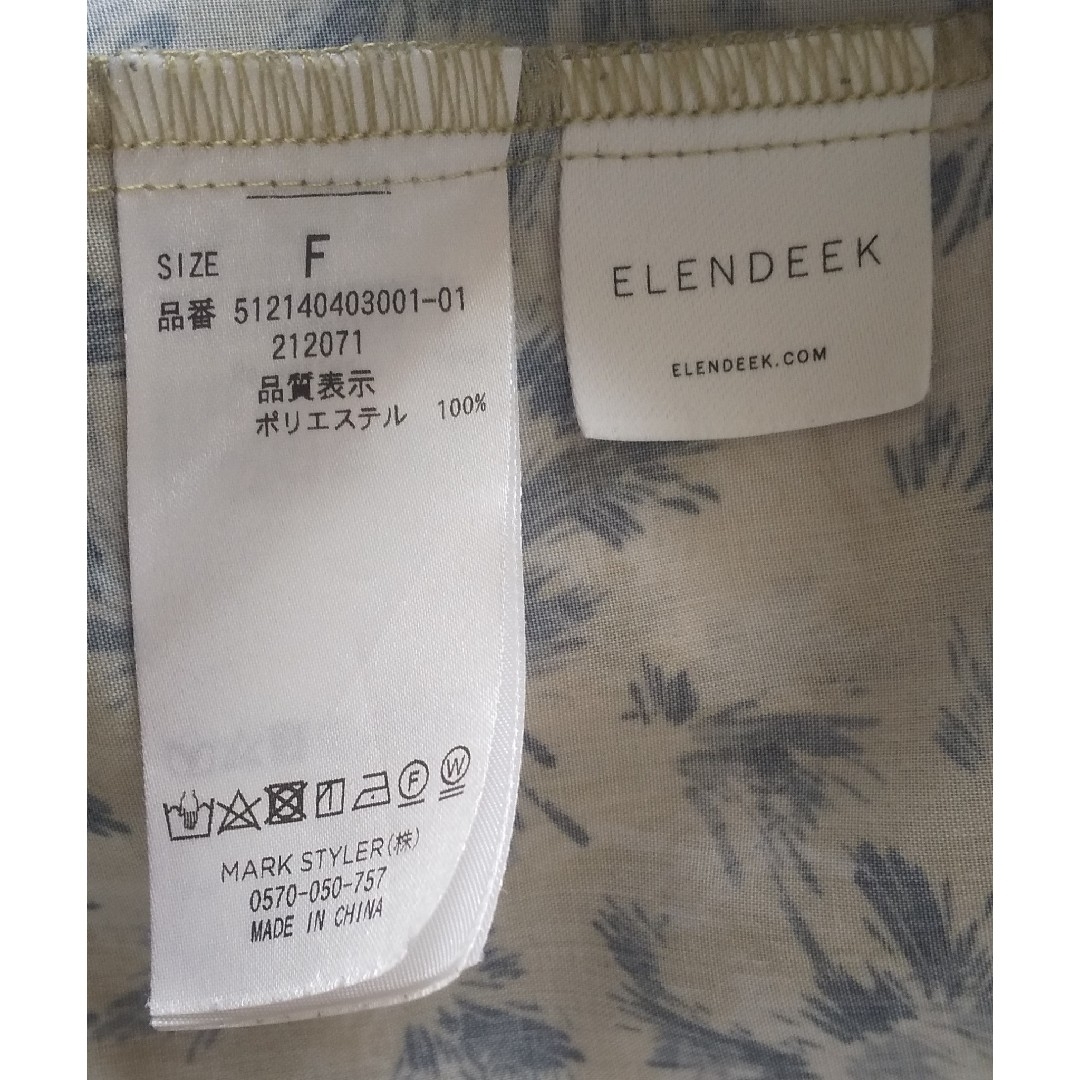 SIZE F
品番 512140403001-01
212071
品質表示
ポリエステル 100%
F
W
MARK STYLER(株)
0570-050-757
MADE IN CHINA
ELENDEEK
ELENDEEK.COM